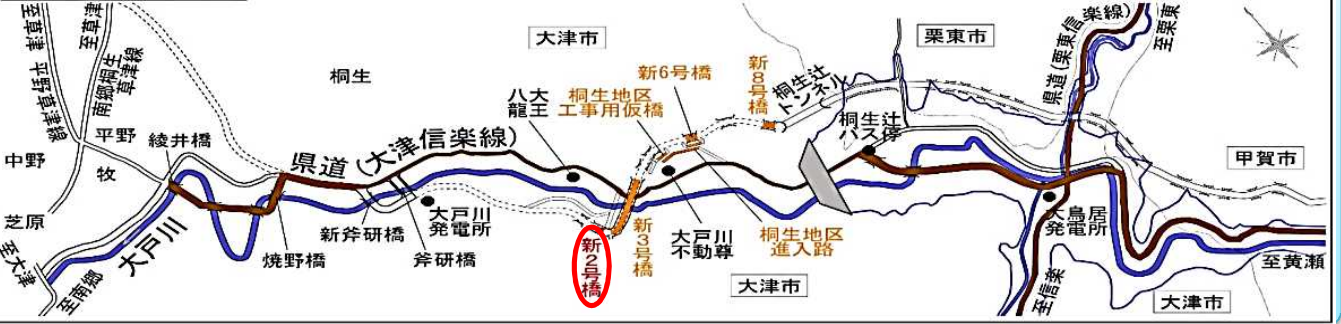 至草津
平野草津線
至草津
南郷桐生
草津線
桐生
大津市
栗東市
県道(栗東信楽線)
至栗東
新6号橋
新8号橋
桐生辻
トンネル
八大
龍王
桐生地区
工事用仮橋
桐生辻
バス停
中野
平野
牧
綾井橋
県道(大津信楽線)
甲賀市
芝原
大戸川
焼野橋
新斧研橋
大戸川
発電所
斧研橋
新2号橋
新3号橋
大戸川
不動尊
桐生地区
進入路
大鳥居
発電所
至大津
至南郷
大津市
至信楽
至黄瀬
大津市